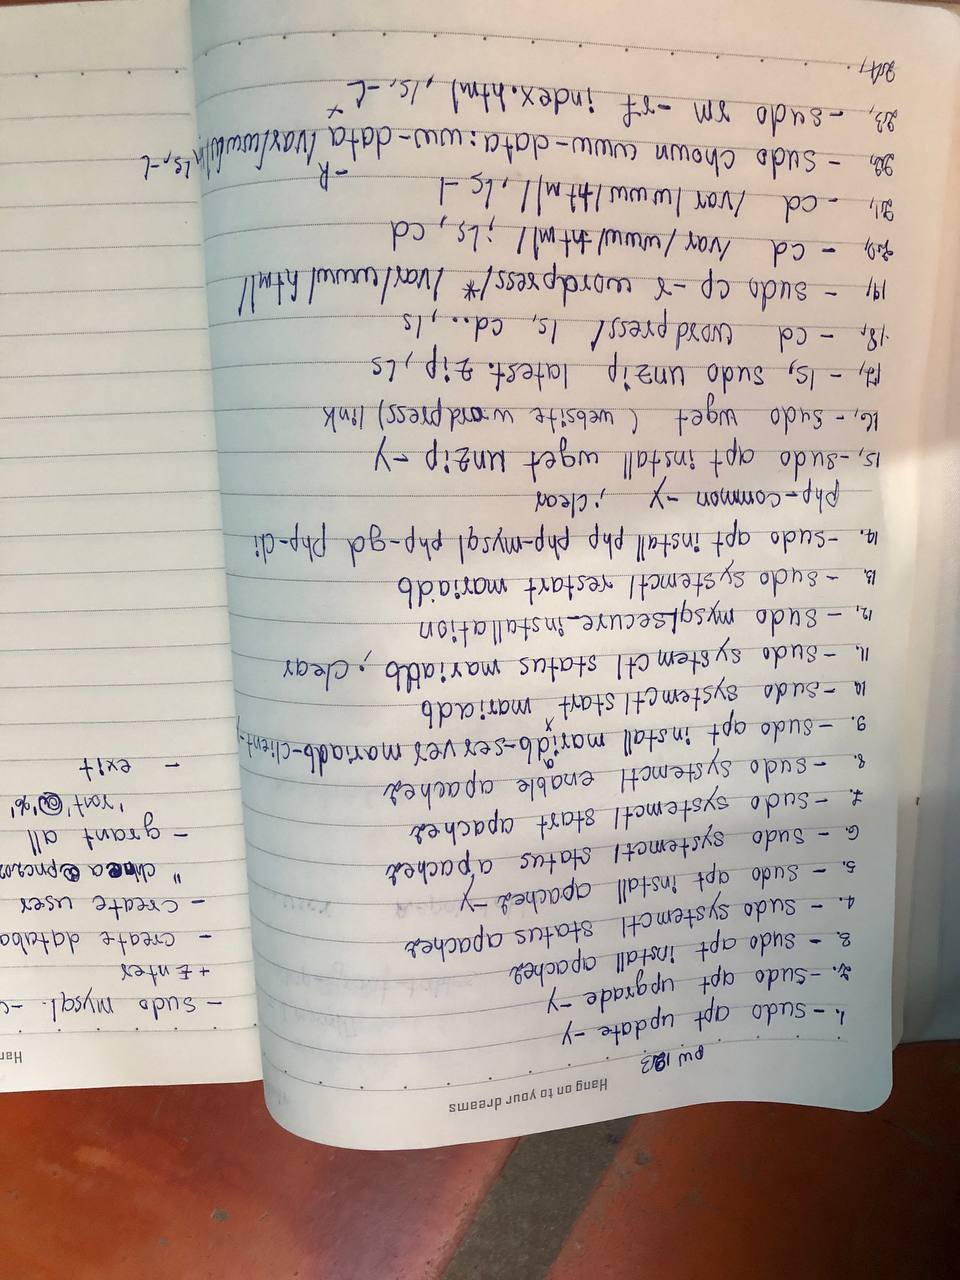 Hang on to your dreams
PW 123
1. - sudo apt update -y
2. - sudo apt upgrade -y
3. - sudo apt install apache2
4. - sudo systemctl status apache2
5. - sudo apt install apache2 -y
6. - sudo systemctl status apache2
7. - sudo systemctl start apache2
8. - sudo systemctl enable apache2
9. - sudo apt install mariadb-server mariadb-client -y
10. - sudo systemctl start mariadb
11. - sudo systemctl status mariadb ; clear
12, - sudo mysql_secure_installation
13. - sudo systemctl restart mariadb
14. - sudo apt install php php-mysql php-gd php-cli
php-common -y ; clear
15, - sudo apt install wget unzip -y
16, - sudo wget ( website wordpress) link
17, - ls, sudo unzip latest.zip , ls
18, - cd wordpress/ ls, cd.. , ls
19, - sudo cp -r wordpress/* /var/www/html/
20, - cd /var/www/html/ ; ls , cd
21, - cd /var/www/html/ , ls -l
22, - sudo chown -R www-data:ww-data /var/www/ ls, -l
23, - sudo rm -rf index.html , ls, -l
24, .
Har
- sudo mysql. -
+ Enter
- create databa
- create user
@pnc202
- grant all
'root'@'%'
- exit